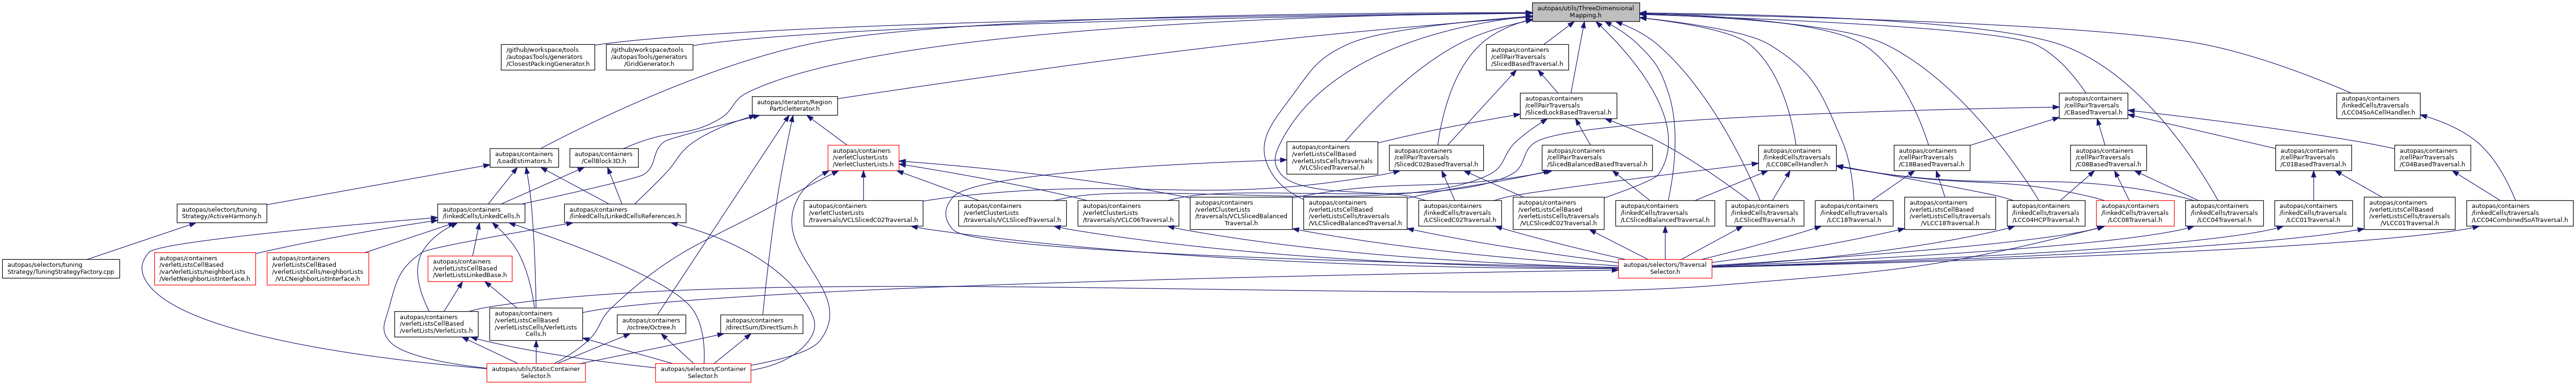 autopas/utils/ThreeDimensional
Mapping.h
/github/workspace/tools
/autopasTools/generators
/ClosestPackingGenerator.h
/github/workspace/tools
/autopasTools/generators
/GridGenerator.h
autopas/containers
/cellPairTraversals
/SlicedBasedTraversal.h
autopas/iterators/Region
ParticleIterator.h
autopas/containers
/cellPairTraversals
/SlicedLockBasedTraversal.h
autopas/containers
/cellPairTraversals
/CBasedTraversal.h
autopas/containers
/linkedCells/traversals
/LCC04SoACellHandler.h
autopas/containers
/LoadEstimators.h
autopas/containers
/CellBlock3D.h
autopas/containers
/verletClusterLists
/VerletClusterLists.h
autopas/containers
/verletListsCellBased
/verletListsCells/traversals
/VLCSlicedTraversal.h
autopas/containers
/cellPairTraversals
/SlicedC02BasedTraversal.h
autopas/containers
/cellPairTraversals
/SlicedBalancedBasedTraversal.h
autopas/containers
/linkedCells/traversals
/LCC08CellHandler.h
autopas/containers
/cellPairTraversals
/C18BasedTraversal.h
autopas/containers
/cellPairTraversals
/C08BasedTraversal.h
autopas/containers
/cellPairTraversals
/C01BasedTraversal.h
autopas/containers
/cellPairTraversals
/C04BasedTraversal.h
autopas/selectors/tuning
Strategy/ActiveHarmony.h
autopas/containers
/linkedCells/LinkedCells.h
autopas/containers
/linkedCells/LinkedCellsReferences.h
autopas/containers
/verletClusterLists
/traversals/VCLSlicedC02Traversal.h
autopas/containers
/verletClusterLists
/traversals/VCLSlicedTraversal.h
autopas/containers
/verletClusterLists
/traversals/VCLC06Traversal.h
autopas/containers
/verletClusterLists
/traversals/VCLSlicedBalanced
Traversal.h
autopas/containers
/verletListsCellBased
/verletListsCells/traversals
/VLCSlicedBalancedTraversal.h
autopas/containers
/linkedCells/traversals
/LCSlicedC02Traversal.h
autopas/containers
/verletListsCellBased
/verletListsCells/traversals
/VLCSlicedC02Traversal.h
autopas/containers
/linkedCells/traversals
/LCSlicedBalancedTraversal.h
autopas/containers
/linkedCells/traversals
/LCSlicedTraversal.h
autopas/containers
/linkedCells/traversals
/LCC18Traversal.h
autopas/containers
/verletListsCellBased
/verletListsCells/traversals
/VLCC18Traversal.h
autopas/containers
/linkedCells/traversals
/LCC04HCPTraversal.h
autopas/containers
/linkedCells/traversals
/LCC08Traversal.h
autopas/containers
/linkedCells/traversals
/LCC04Traversal.h
autopas/containers
/linkedCells/traversals
/LCC01Traversal.h
autopas/containers
/verletListsCellBased
/verletListsCells/traversals
/VLCC01Traversal.h
autopas/containers
/linkedCells/traversals
/LCC04CombinedSoATraversal.h
autopas/selectors/tuning
Strategy/TuningStrategyFactory.cpp
autopas/containers
/verletListsCellBased
/varVerletLists/neighborLists
/VerletNeighborListInterface.h
autopas/containers
/verletListsCellBased
/verletListsCells/neighborLists
/VLCNeighborListInterface.h
autopas/containers
/verletListsCellBased
/VerletListsLinkedBase.h
autopas/selectors/Traversal
Selector.h
autopas/containers
/verletListsCellBased
/verletLists/VerletLists.h
autopas/containers
/verletListsCellBased
/verletListsCells/VerletLists
Cells.h
autopas/containers
/octree/Octree.h
autopas/containers
/directSum/DirectSum.h
autopas/utils/StaticContainer
Selector.h
autopas/selectors/Container
Selector.h